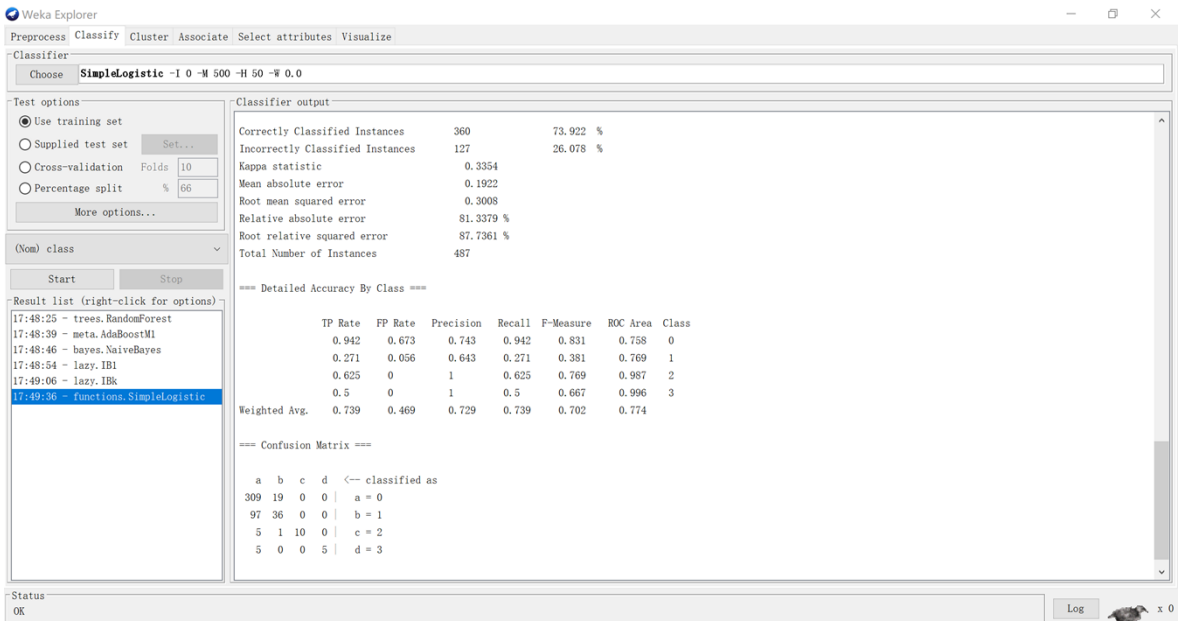 Weka Explorer
Preprocess Classify Cluster Associate Select attributes Visualize
Classifier
Choose SimpleLogistic -I 0 -M 500 -H 50 -W 0.0
Test options
Use training set
Supplied test set Set...
Cross-validation Folds 10
Percentage split % 66
More options...
(Nom) class
Start Stop
Result list (right-click for options)
17:48:25 - trees.RandomForest
17:48:39 - meta.AdaBoostM1
17:48:46 - bayes.NaiveBayes
17:48:54 - lazy.IB1
17:49:06 - lazy.IBk
17:49:36 - functions.SimpleLogistic
Classifier output
Correctly Classified Instances 360 73.922 %
Incorrectly Classified Instances 127 26.078 %
Kappa statistic 0.3354
Mean absolute error 0.1922
Root mean squared error 0.3008
Relative absolute error 81.3379 %
Root relative squared error 87.7361 %
Total Number of Instances 487
=== Detailed Accuracy By Class ===
TP Rate FP Rate Precision Recall F-Measure ROC Area Class
0.942 0.673 0.743 0.942 0.831 0.758 0
0.271 0.056 0.643 0.271 0.381 0.769 1
0.625 0 1 0.625 0.769 0.987 2
0.5 0 1 0.5 0.667 0.996 3
Weighted Avg. 0.739 0.469 0.729 0.739 0.702 0.774
=== Confusion Matrix ===
a b c d <-- classified as
309 19 0 0 | a = 0
97 36 0 0 | b = 1
5 1 10 0 | c = 2
5 0 0 5 | d = 3
Status
OK
Log x 0